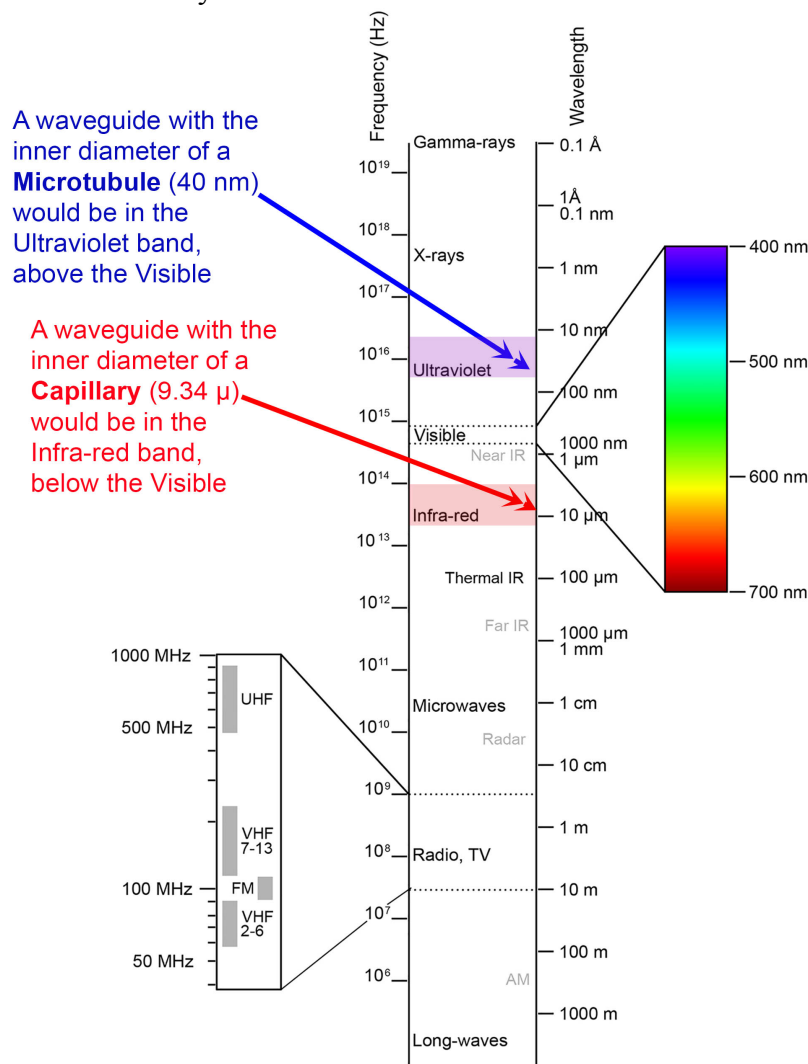 Frequency (Hz)
Wavelength
A waveguide with the
inner diameter of a
Microtubule (40 nm)
would be in the
Ultraviolet band,
above the Visible
A waveguide with the
inner diameter of a
Capillary (9.34 µ)
would be in the
Infra-red band,
below the Visible
10¹⁹
10¹⁸
10¹⁷
10¹⁶
10¹⁵
10¹⁴
10¹³
10¹²
10¹¹
10¹⁰
10⁹
10⁸
10⁷
10⁶
Gamma-rays
X-rays
Ultraviolet
Visible
Near IR
Infra-red
Thermal IR
Far IR
Microwaves
Radar
Radio, TV
AM
Long-waves
0.1 Å
1Å
0.1 nm
1 nm
10 nm
100 nm
1000 nm
1 µm
10 µm
100 µm
1000 µm
1 mm
1 cm
10 cm
1 m
10 m
100 m
1000 m
400 nm
500 nm
600 nm
700 nm
1000 MHz
UHF
500 MHz
VHF
7-13
100 MHz
FM
VHF
2-6
50 MHz